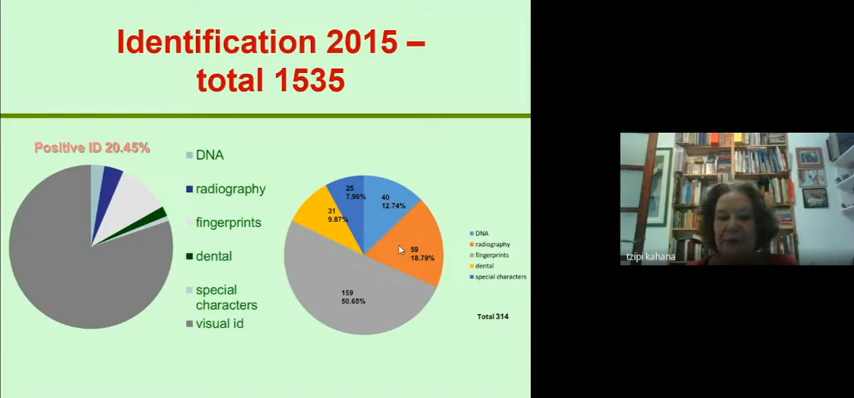 Identification 2015 –
total 1535
Positive ID 20.45%
DNA
radiography
fingerprints
dental
special
characters
visual id
25
7.96%
40
12.74%
31
9.87%
59
18.79%
159
50.65%
DNA
radiography
fingerprints
dental
special characters
Total 314
tzipi kahana